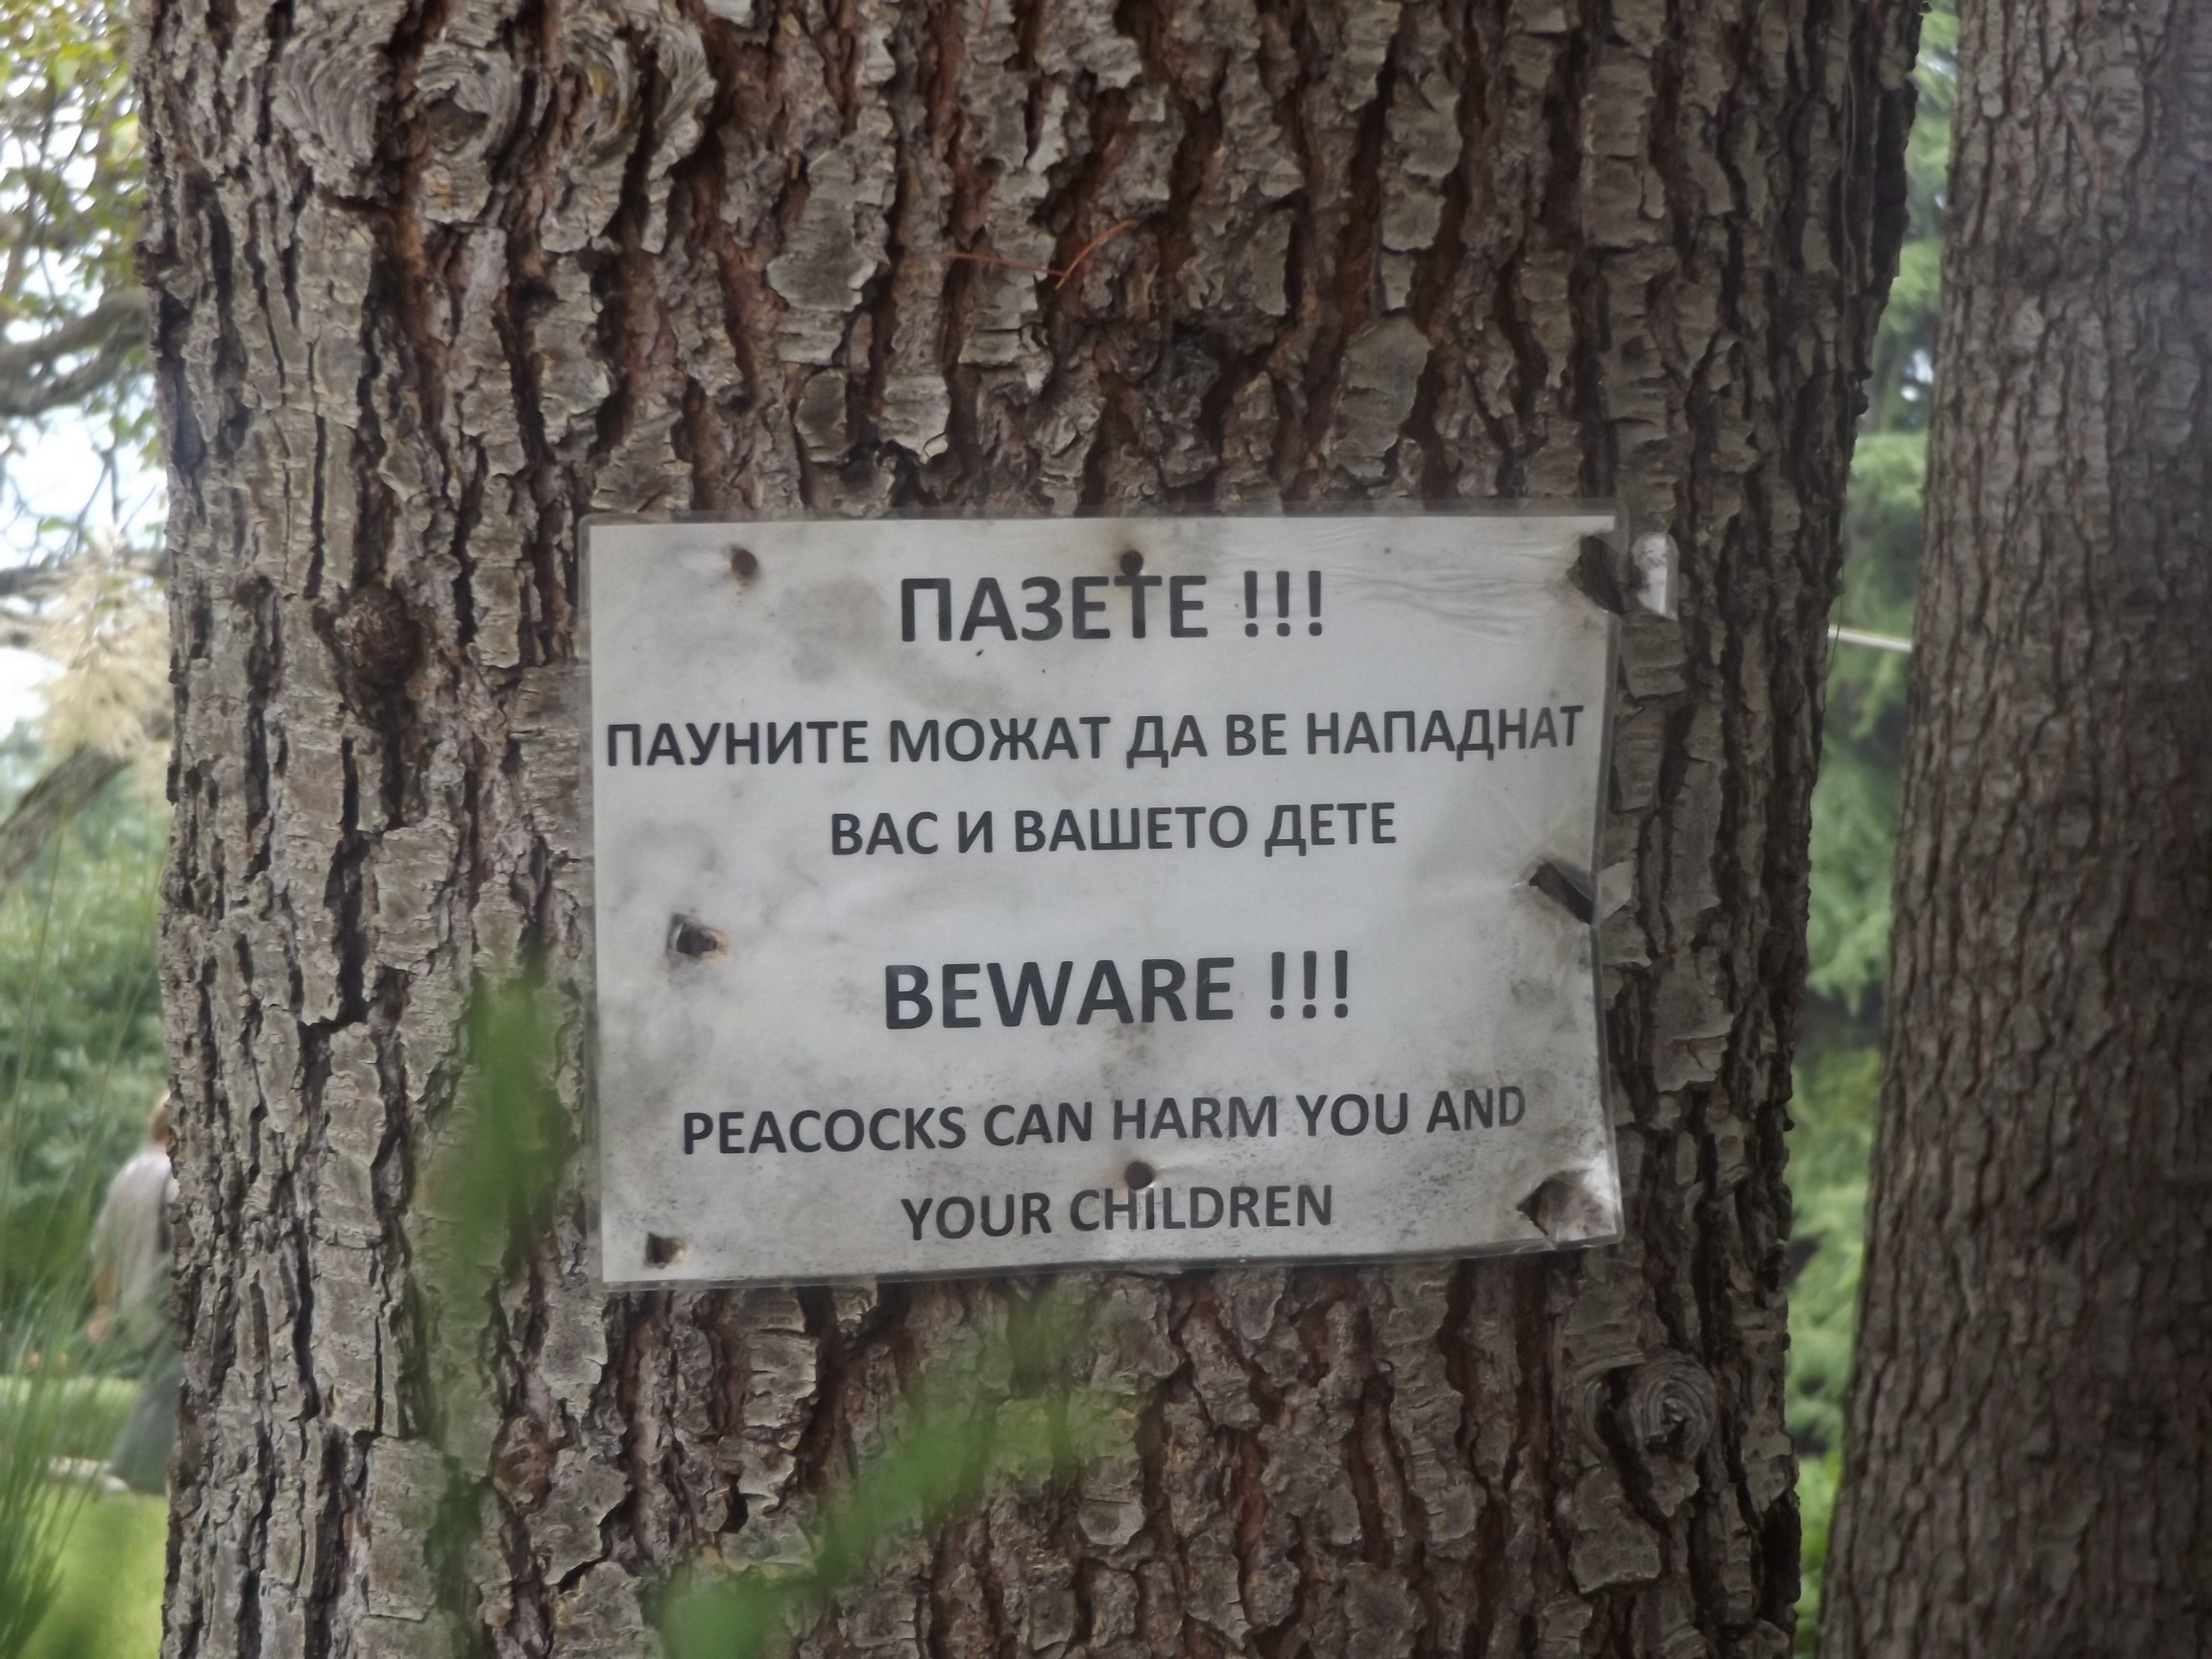 ПАЗЕТЕ !!!
ПАУНИТЕ МОЖАТ ДА ВЕ НАПАДНАТ
ВАС И ВАШЕТО ДЕТЕ
BEWARE !!!
PEACOCKS CAN HARM YOU AND
YOUR CHILDREN